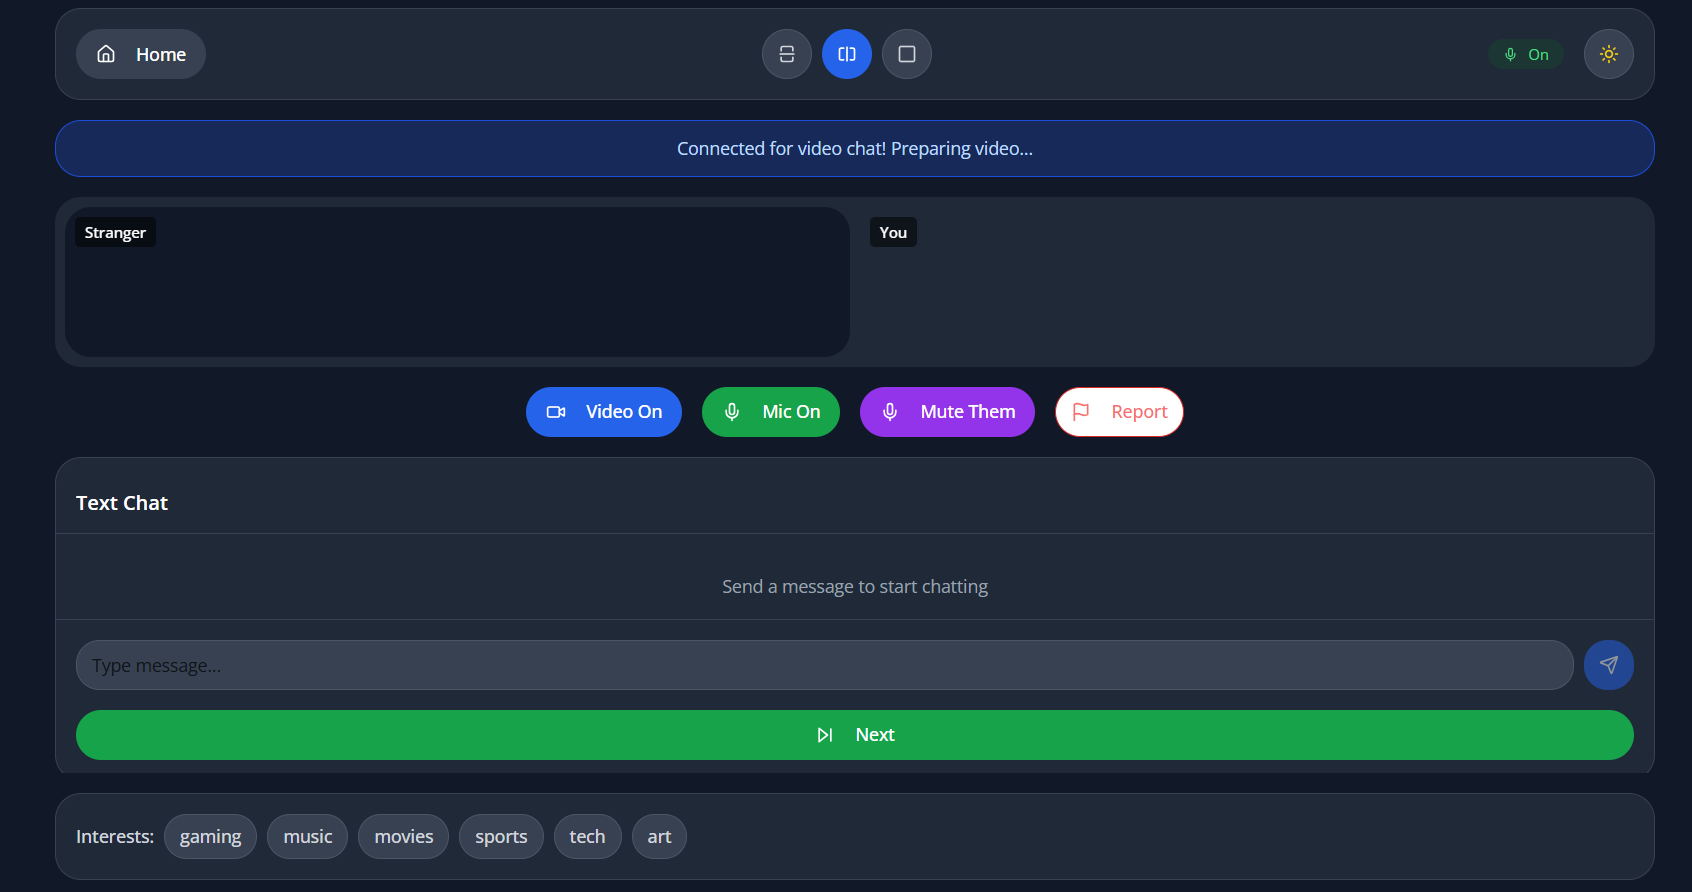 Home
On
Connected for video chat! Preparing video...
Stranger
You
Video On
Mic On
Mute Them
Report
Text Chat
Send a message to start chatting
Type message...
Next
Interests: gaming music movies sports tech art